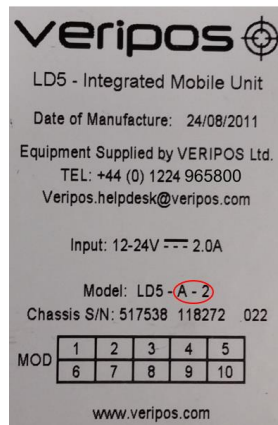 veripos
LD5 - Integrated Mobile Unit
Date of Manufacture: 24/08/2011
Equipment Supplied by VERIPOS Ltd.
TEL: +44 (0) 1224 965800
Veripos.helpdesk@veripos.com
Input: 12-24V ⎓ 2.0A
Model: LD5 - A - 2
Chassis S/N: 517538 118272 022
MOD 1 2 3 4 5
6 7 8 9 10
www.veripos.com